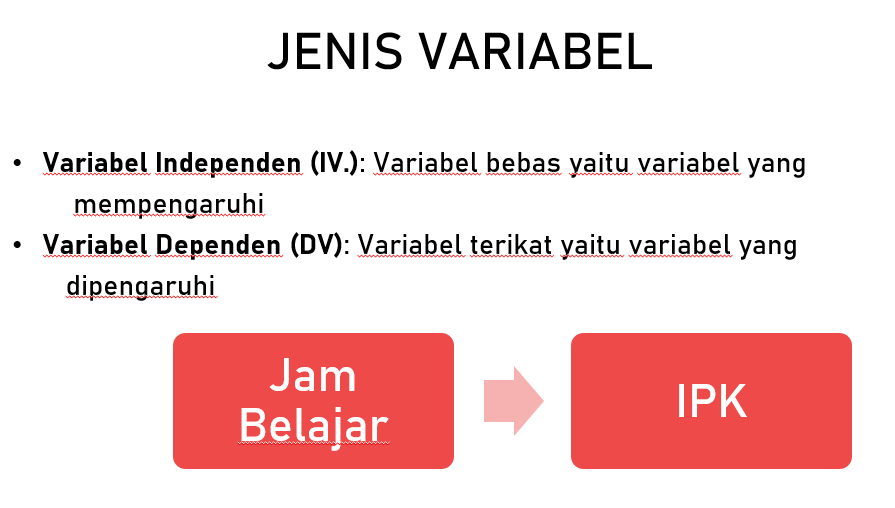 JENIS VARIABEL
• Variabel Independen (IV.): Variabel bebas yaitu variabel yang
mempengaruhi
• Variabel Dependen (DV): Variabel terikat yaitu variabel yang
dipengaruhi
Jam
Belajar
IPK